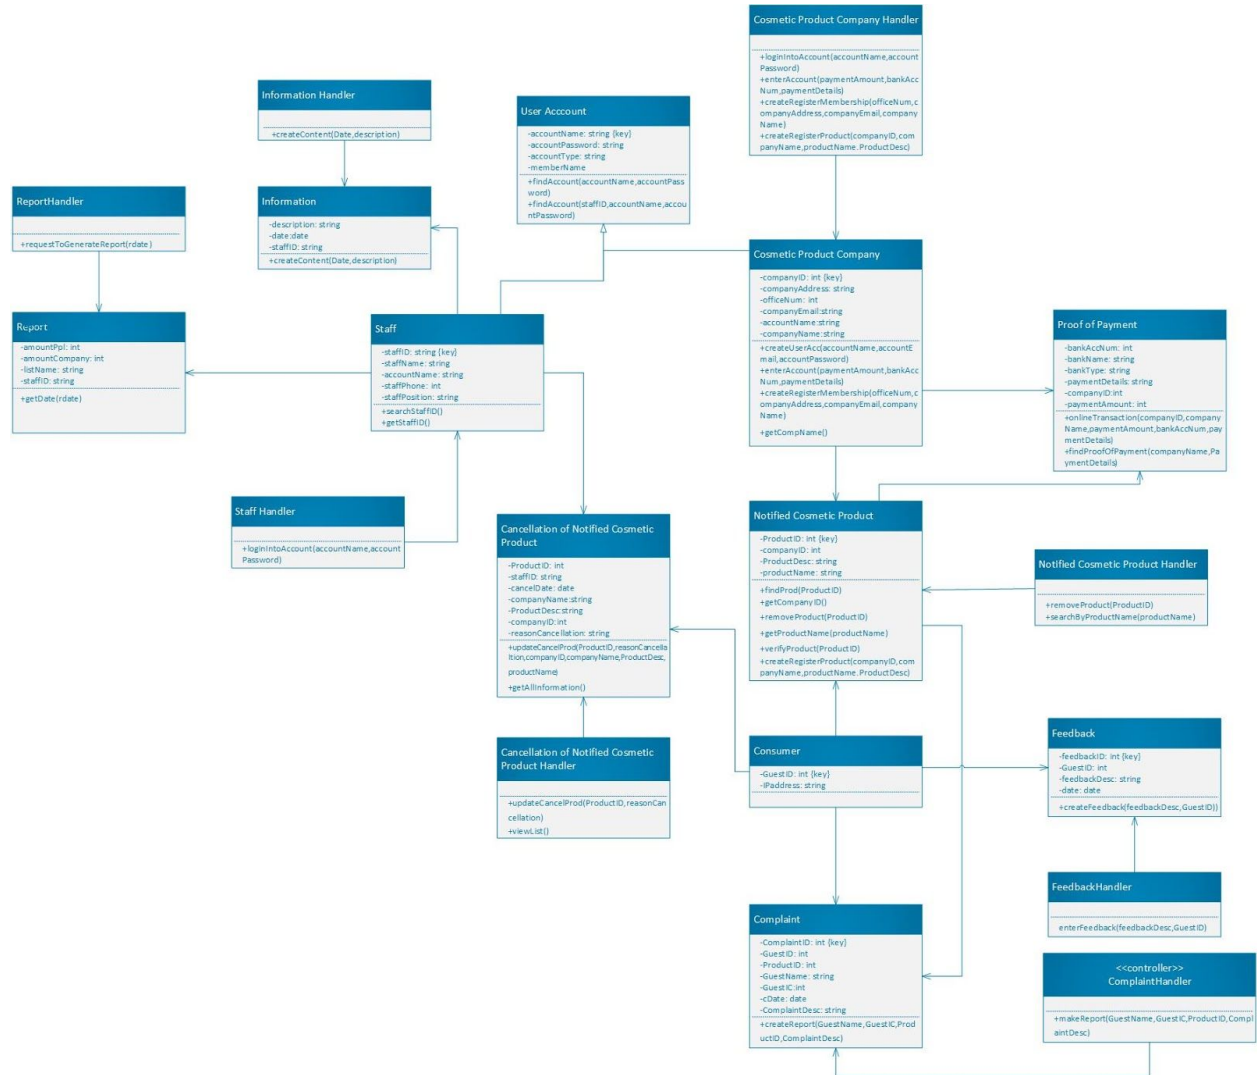 Cosmetic Product Company Handler
+loginIntoAccount(accountName,account
Password)
+enterAccount(paymentAmount,bankAcc
Num,paymentDetails)
+createRegisterMembership(officeNum,c
ompanyAddress,companyEmail,company
Name)
+createRegisterProduct(companyID,com
panyName,productName.ProductDesc)
Information Handler
+createContent(Date,description)
User Acccount
-accountName: string {key}
-accountPassword: string
-accountType: string
-memberName
+findAccount(accountName,accountPass
word)
+findAccount(staffID,accountName,accou
ntPassword)
ReportHandler
+requestToGenerateReport(rdate)
Information
-description: string
-date:date
-staffID: string
+createContent(Date,description)
Cosmetic Product Company
-companyID: int {key}
-companyAddress: string
-officeNum: int
-companyEmail:string
-accountName:string
-companyName:string
+createUserAcc(accountName,accountE
mail,accountPassword)
+enterAccount(paymentAmount,bankAcc
Num,paymentDetails)
+createRegisterMembership(officeNum,c
ompanyAddress,companyEmail,company
Name)
+getCompName()
Report
-amountPpl: int
-amountCompany: int
-listName: string
-staffID: string
+getDate(rdate)
Staff
-staffID: string {key}
-staffName: string
-accountName: string
-staffPhone: int
-staffPosition: string
+searchStaffID()
+getStaffID()
Proof of Payment
-bankAccNum: int
-bankName: string
-bankType: string
-paymentDetails: string
-companyID:int
-paymentAmount: int
+onlineTransaction(companyID,company
Name,paymentAmount,bankAccNum,pay
mentDetails)
+findProofOfPayment(companyName,Pa
ymentDetails)
Staff Handler
+loginIntoAccount(accountName,account
Password)
Cancellation of Notified Cosmetic
Product
-ProductID: int
-staffID: string
-cancelDate: date
-companyName:string
-ProductDesc:string
-companyID:int
-reasonCancellation: string
+updateCancelProd(ProductID,reasonCancella
ltion,companyID,companyName,ProductDesc,
productName)
+getAllInformation()
Notified Cosmetic Product
-ProductID: Int {key}
-companyID: int
-ProductDesc: string
-productName: string
+findProd(ProductID)
+getCompanyID()
+removeProduct(ProductID)
+getProductName(productName)
+verifyProduct(ProductID)
+createRegisterProduct(companyID,com
panyName,productName.ProductDesc)
Notified Cosmetic Product Handler
+removeProduct(ProductID)
+searchByProductName(productName)
Cancellation of Notified Cosmetic
Product Handler
+updateCancelProd(ProductID,reasonCan
cellation)
+viewList()
Consumer
-GuestID: int {key}
-IPaddress: string
Feedback
-feedbackID: int {key}
-GuestID: int
-feedbackDesc: string
-date: date
+createFeedback(feedbackDesc,GuestID))
FeedbackHandler
enterFeedback(feedbackDesc,GuestID)
Complaint
-ComplaintID: int {key}
-GuestID: int
-ProductID: int
-GuestName: string
-GuestIC:int
-cDate: date
-ComplaintDesc: string
+createReport(GuestName,GuestIC,Prod
uctID,ComplaintDesc)
<<controller>>
ComplaintHandler
+makeReport(GuestName,GuestIC,ProductID,Compl
aintDesc)